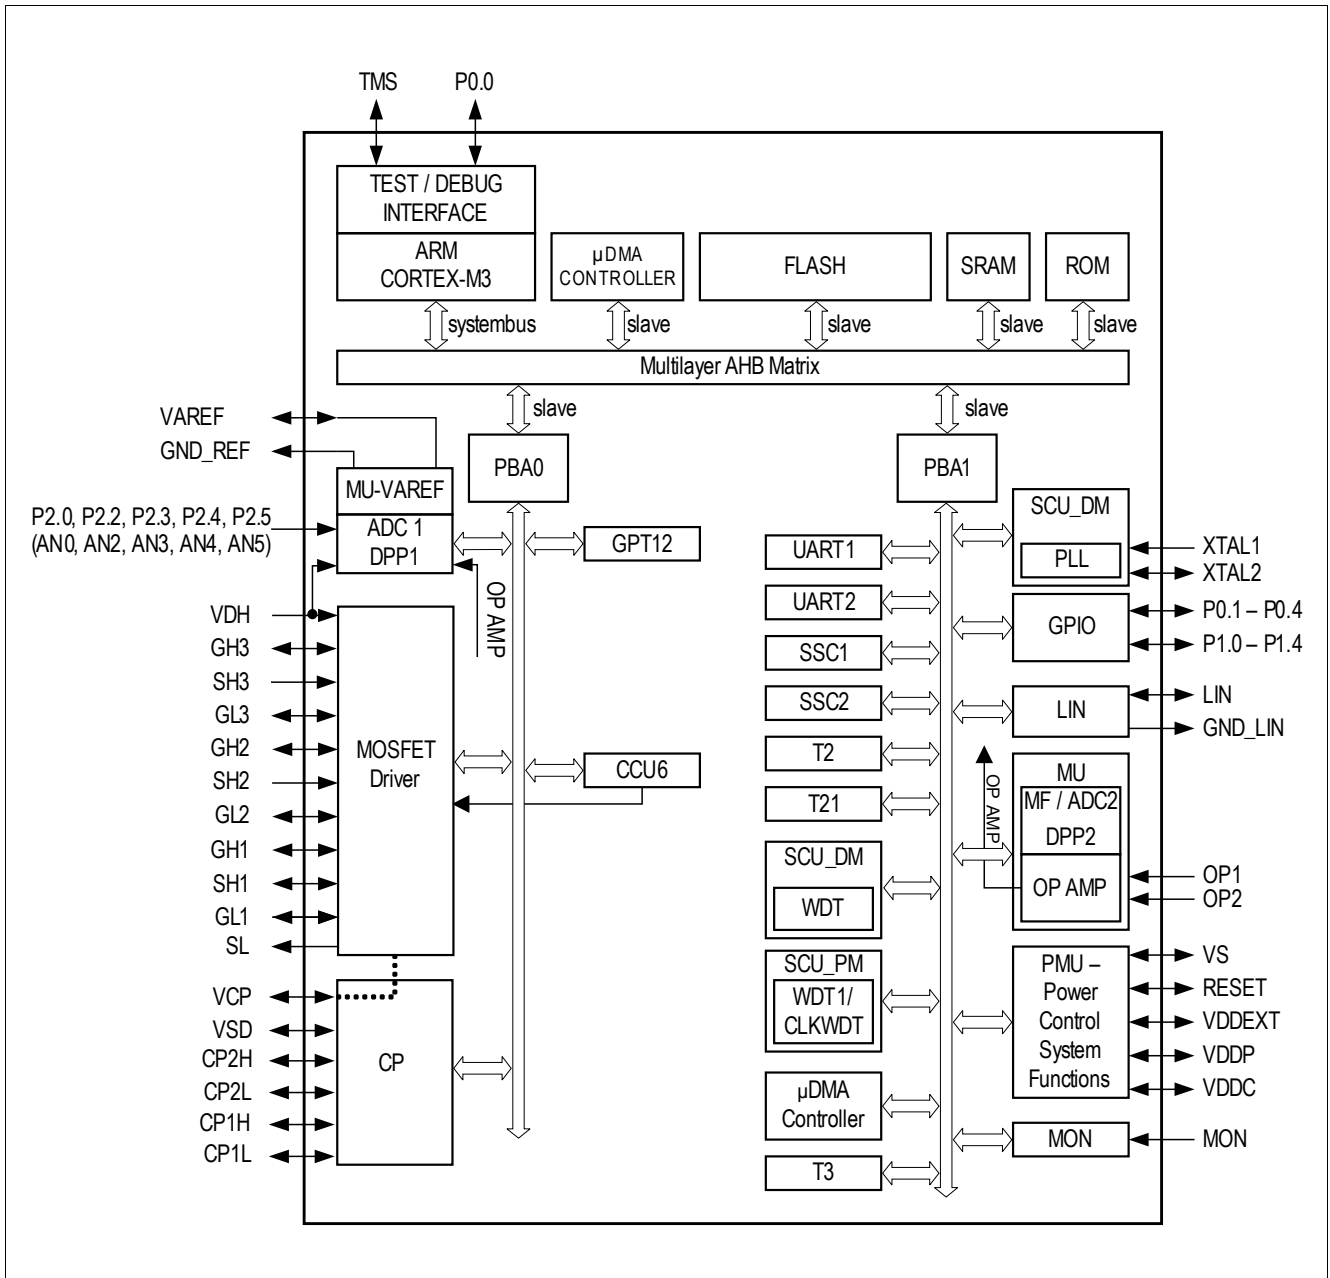 TMS
P0.0
TEST / DEBUG
INTERFACE
ARM
CORTEX-M3
µDMA
CONTROLLER
FLASH
SRAM
ROM
systembus
slave
slave
slave
slave
Multilayer AHB Matrix
slave
slave
VAREF
GND_REF
PBA0
PBA1
MU-VAREF
ADC 1
DPP1
P2.0, P2.2, P2.3, P2.4, P2.5
(AN0, AN2, AN3, AN4, AN5)
GPT12
OP AMP
VDH
GH3
SH3
GL3
GH2
SH2
GL2
GH1
SH1
GL1
SL
MOSFET
Driver
CCU6
VCP
VSD
CP2H
CP2L
CP1H
CP1L
CP
UART1
UART2
SSC1
SSC2
T2
T21
SCU_DM
WDT
SCU_PM
WDT1/
CLKWDT
µDMA
Controller
T3
SCU_DM
PLL
XTAL1
XTAL2
GPIO
P0.1 – P0.4
P1.0 – P1.4
LIN
LIN
GND_LIN
OP AMP
MU
MF / ADC2
DPP2
OP AMP
OP1
OP2
PMU –
Power
Control
System
Functions
VS
RESET
VDDEXT
VDDP
VDDC
MON
MON